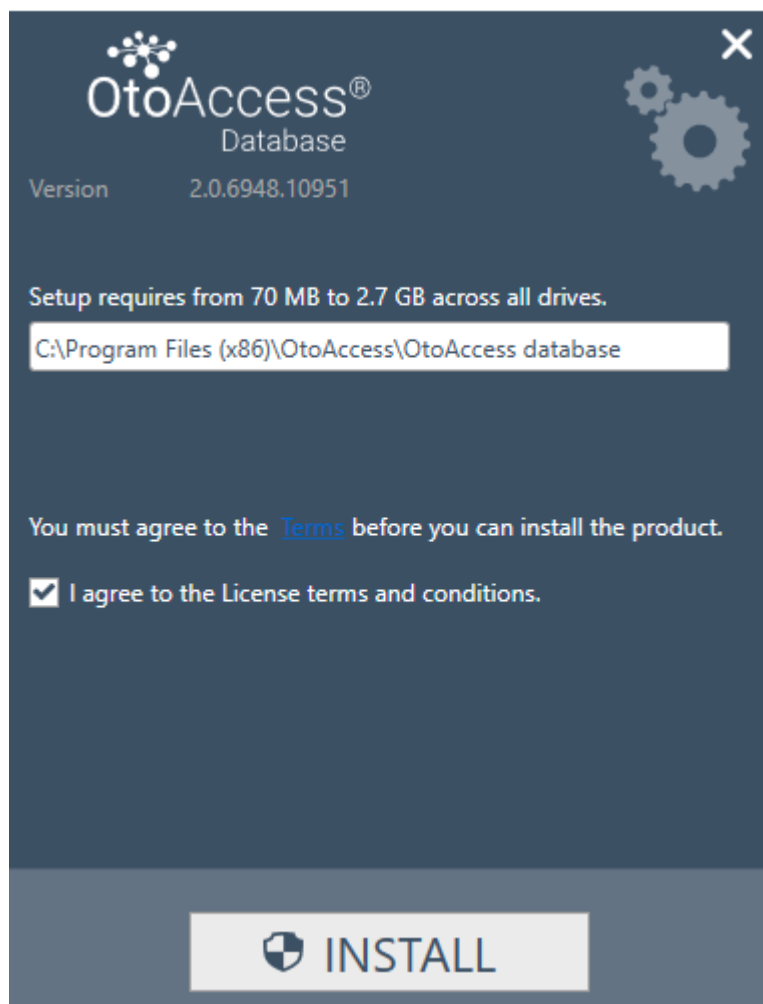 OtoAccess®
Database
Version 2.0.6948.10951
Setup requires from 70 MB to 2.7 GB across all drives.
C:\Program Files (x86)\OtoAccess\OtoAccess database
You must agree to the Terms before you can install the product.
I agree to the License terms and conditions.
INSTALL